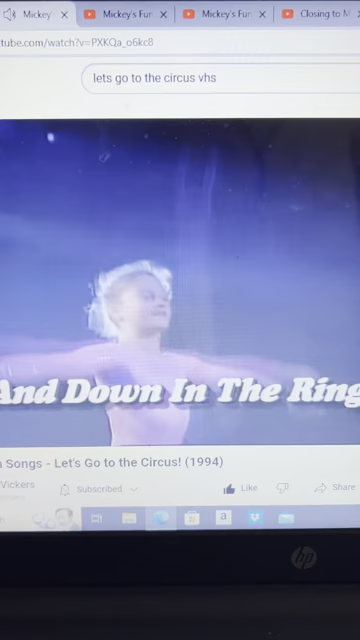 Mickey'
Mickey's Fun
Mickey's Fun
Closing to M
tube.com/watch?v=PXKQa_o6kc8
lets go to the circus vhs
And Down In The Ring
Songs - Let's Go to the Circus! (1994)
Vickers
Subscribed
Like
Share
a
hp